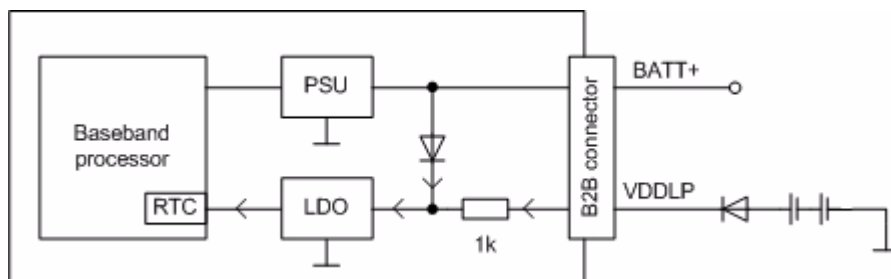 BATT+
PSU
Baseband
processor
B2B connector
VDDLP
RTC
LDO
1k